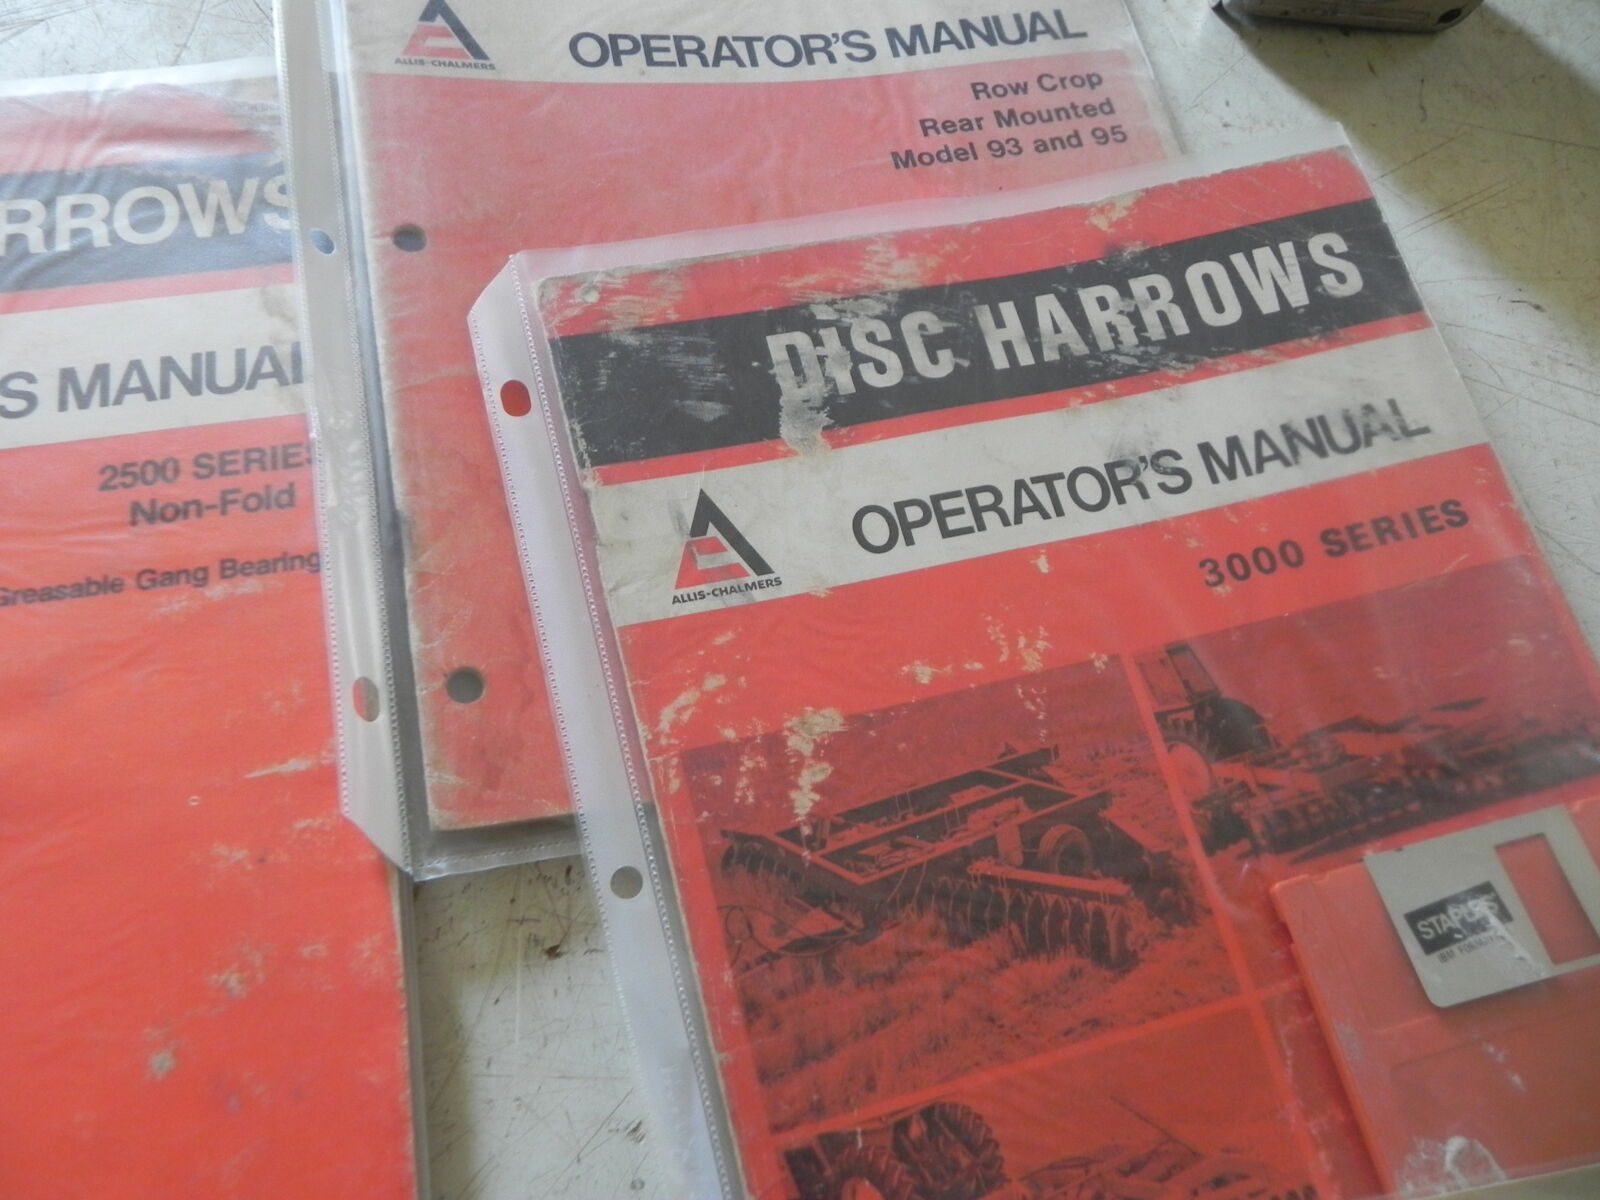 RROWS
S MANUAL
2500 SERIES
Non-Fold
Greasable Gang Bearing
ALLIS-CHALMERS
OPERATOR'S MANUAL
Row Crop
Rear Mounted
Model 93 and 95
DISC HARROWS
ALLIS-CHALMERS
OPERATOR'S MANUAL
3000 SERIES
STAPLES
IBM